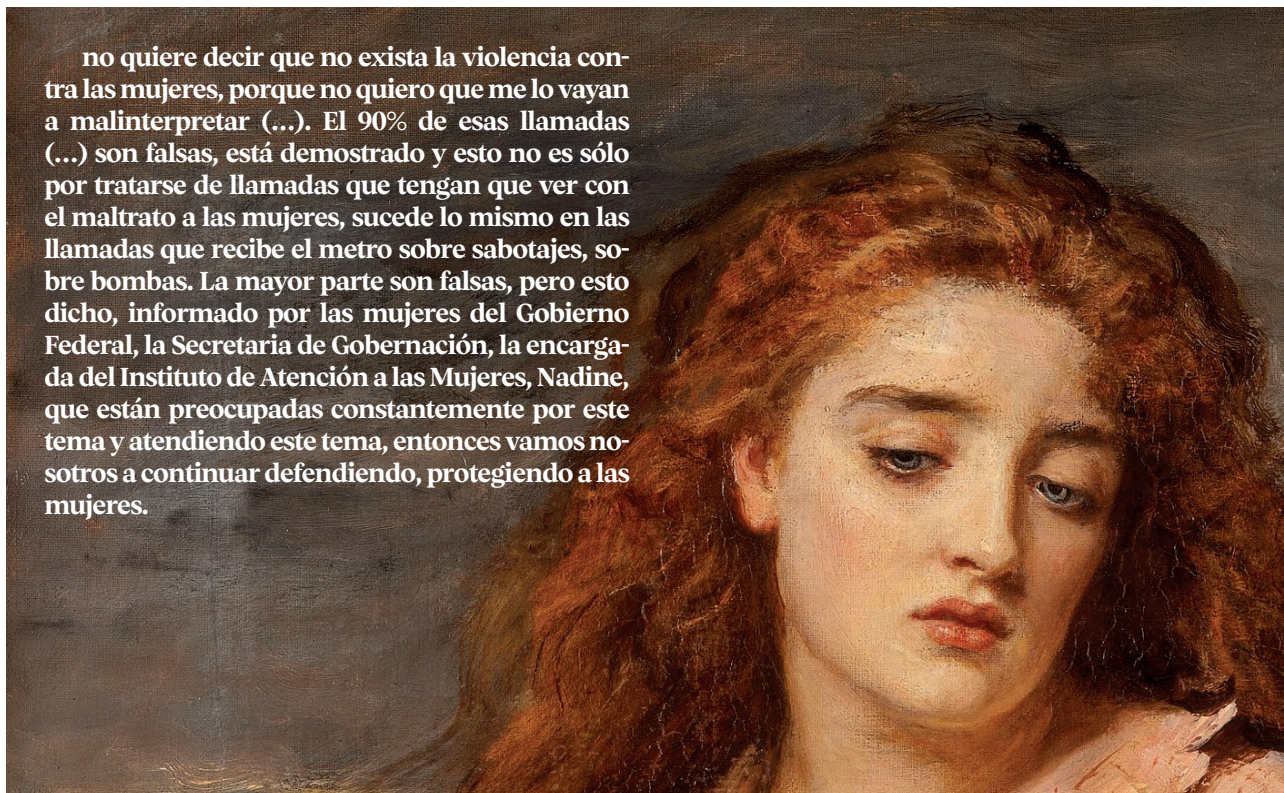 no quiere decir que no exista la violencia con-
tra las mujeres, porque no quiero que me lo vayan
a malinterpretar (...). El 90% de esas llamadas
(...) son falsas, está demostrado y esto no es sólo
por tratarse de llamadas que tengan que ver con
el maltrato a las mujeres, sucede lo mismo en las
llamadas que recibe el metro sobre sabotajes, so-
bre bombas. La mayor parte son falsas, pero esto
dicho, informado por las mujeres del Gobierno
Federal, la Secretaria de Gobernación, la encarga-
da del Instituto de Atención a las Mujeres, Nadine,
que están preocupadas constantemente por este
tema y atendiendo este tema, entonces vamos no-
sotros a continuar defendiendo, protegiendo a las
mujeres.